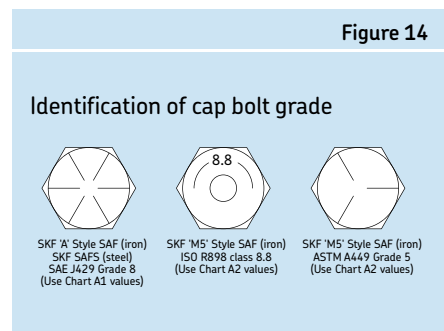 Figure 14
Identification of cap bolt grade
8.8
SKF 'A' Style SAF (iron)
SKF SAFS (steel)
SAE J429 Grade 8
(Use Chart A1 values)
SKF 'M5' Style SAF (iron)
ISO R898 class 8.8
(Use Chart A2 values)
SKF 'M5' Style SAF (iron)
ASTM A449 Grade 5
(Use Chart A2 values)